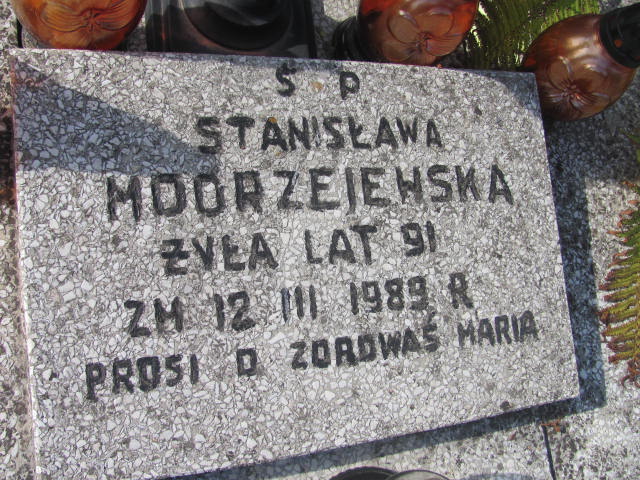 Ś P
STANISŁAWA
MODRZEJEWSKA
ŻYŁA LAT 91
ZM 12 III 1989 R
PROSI O ZDROWAŚ MARIA